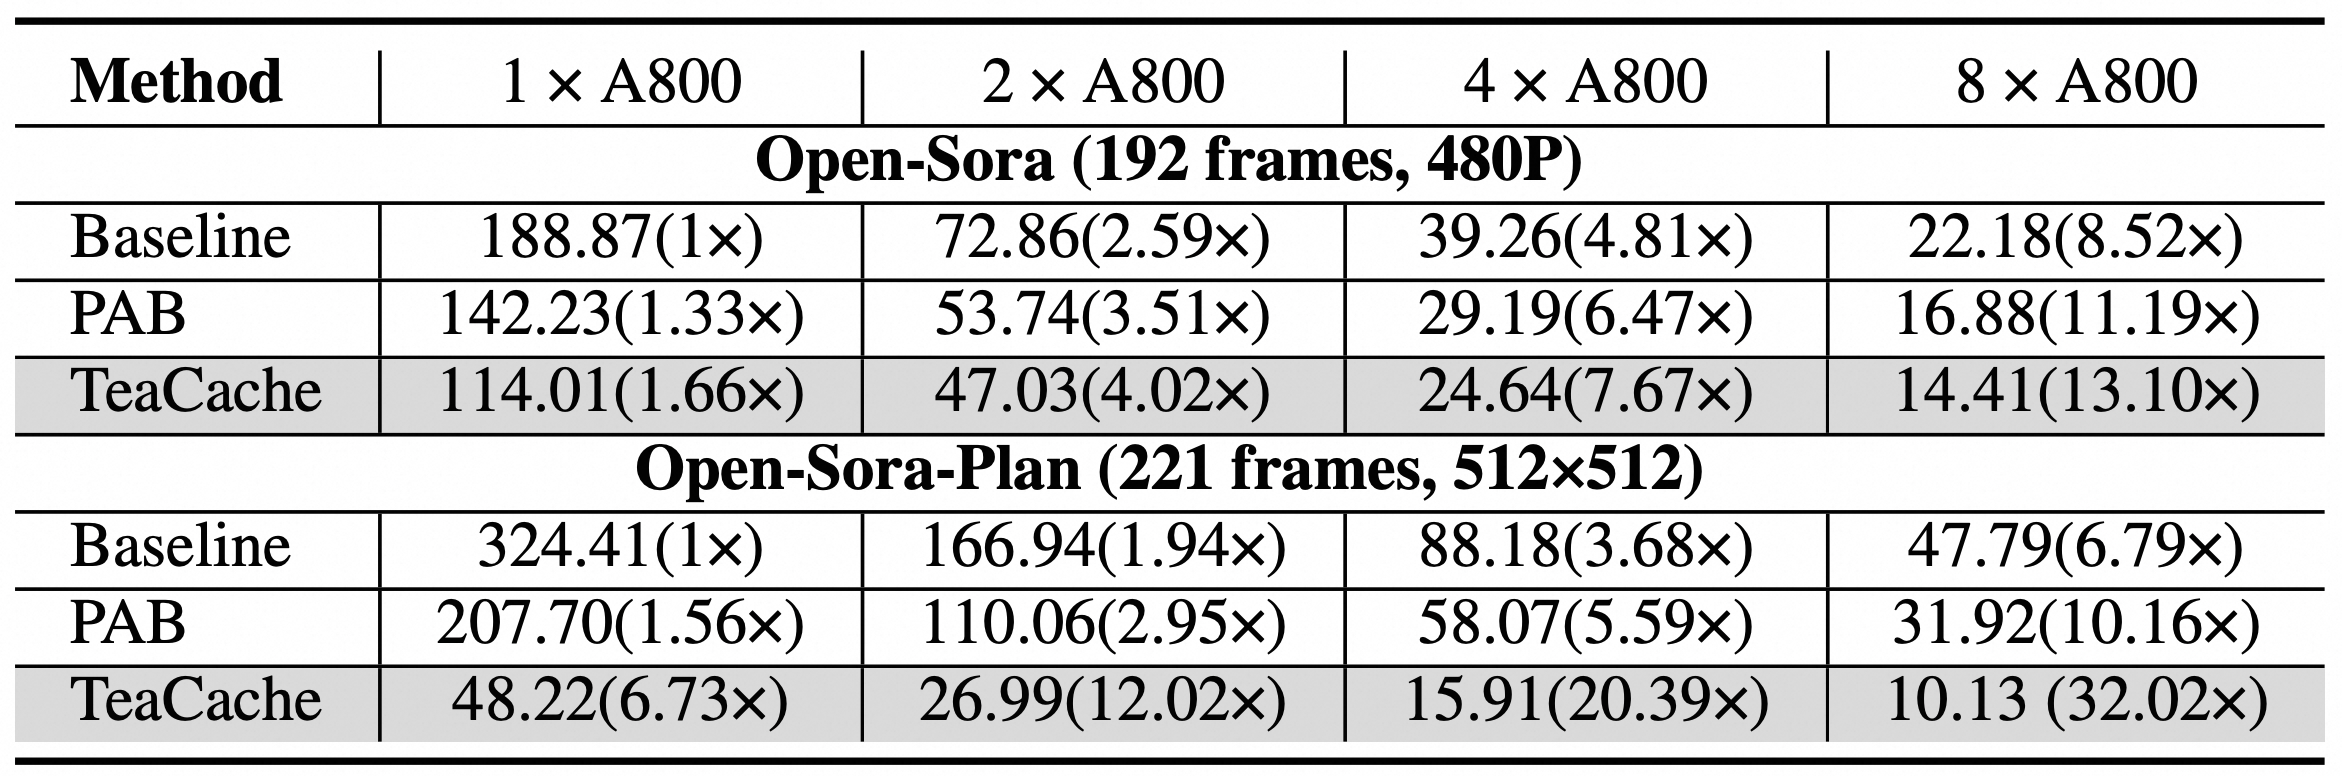 Method 1 × A800 2 × A800 4 × A800 8 × A800
Open-Sora (192 frames, 480P)
Baseline 188.87(1×) 72.86(2.59×) 39.26(4.81×) 22.18(8.52×)
PAB 142.23(1.33×) 53.74(3.51×) 29.19(6.47×) 16.88(11.19×)
TeaCache 114.01(1.66×) 47.03(4.02×) 24.64(7.67×) 14.41(13.10×)
Open-Sora-Plan (221 frames, 512×512)
Baseline 324.41(1×) 166.94(1.94×) 88.18(3.68×) 47.79(6.79×)
PAB 207.70(1.56×) 110.06(2.95×) 58.07(5.59×) 31.92(10.16×)
TeaCache 48.22(6.73×) 26.99(12.02×) 15.91(20.39×) 10.13 (32.02×)